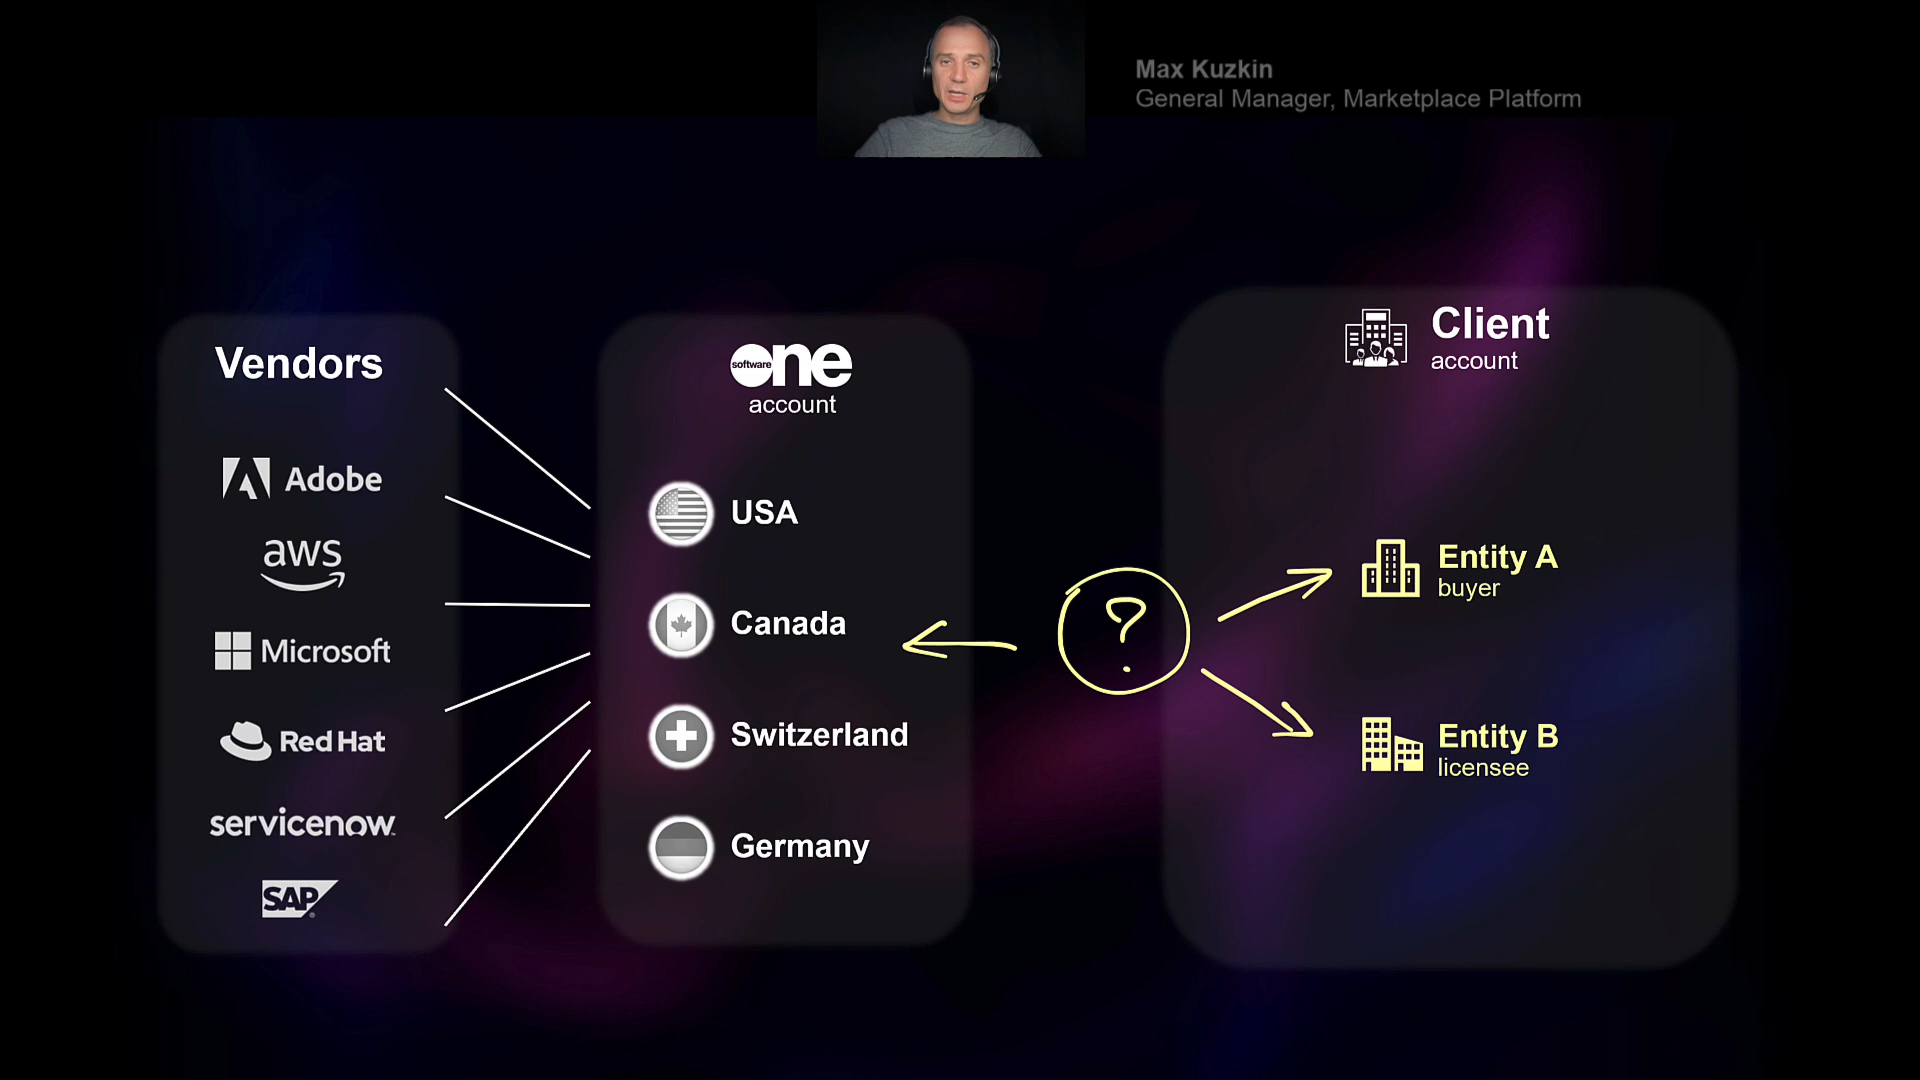 Max Kuzkin
General Manager, Marketplace Platform
Vendors
Adobe
aws
Microsoft
Red Hat
servicenow
SAP
software one
account
USA
Canada
Switzerland
Germany
?
Client
account
Entity A
buyer
Entity B
licensee